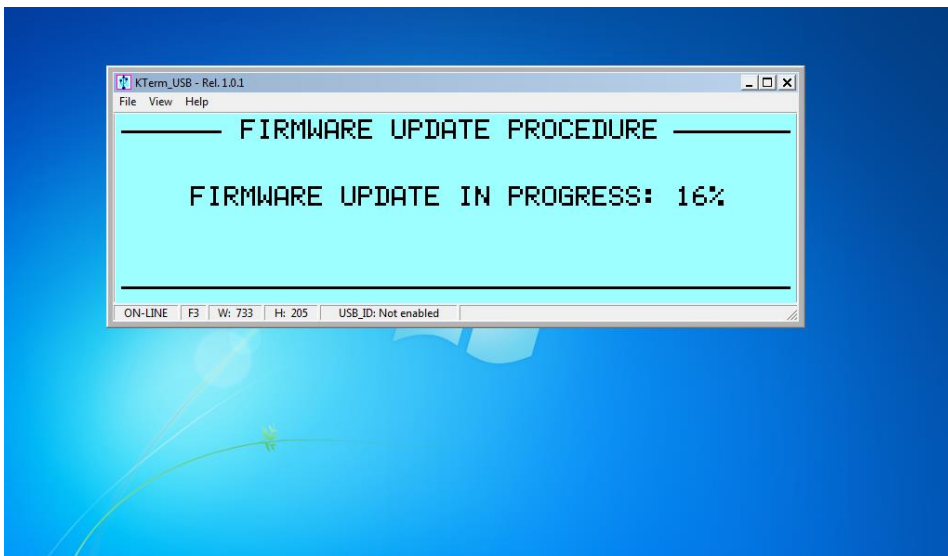 KTerm_USB - Rel. 1.0.1
File View Help
FIRMWARE UPDATE PROCEDURE
FIRMWARE UPDATE IN PROGRESS: 16%
ON-LINE F3 W: 733 H: 205 USB_ID: Not enabled